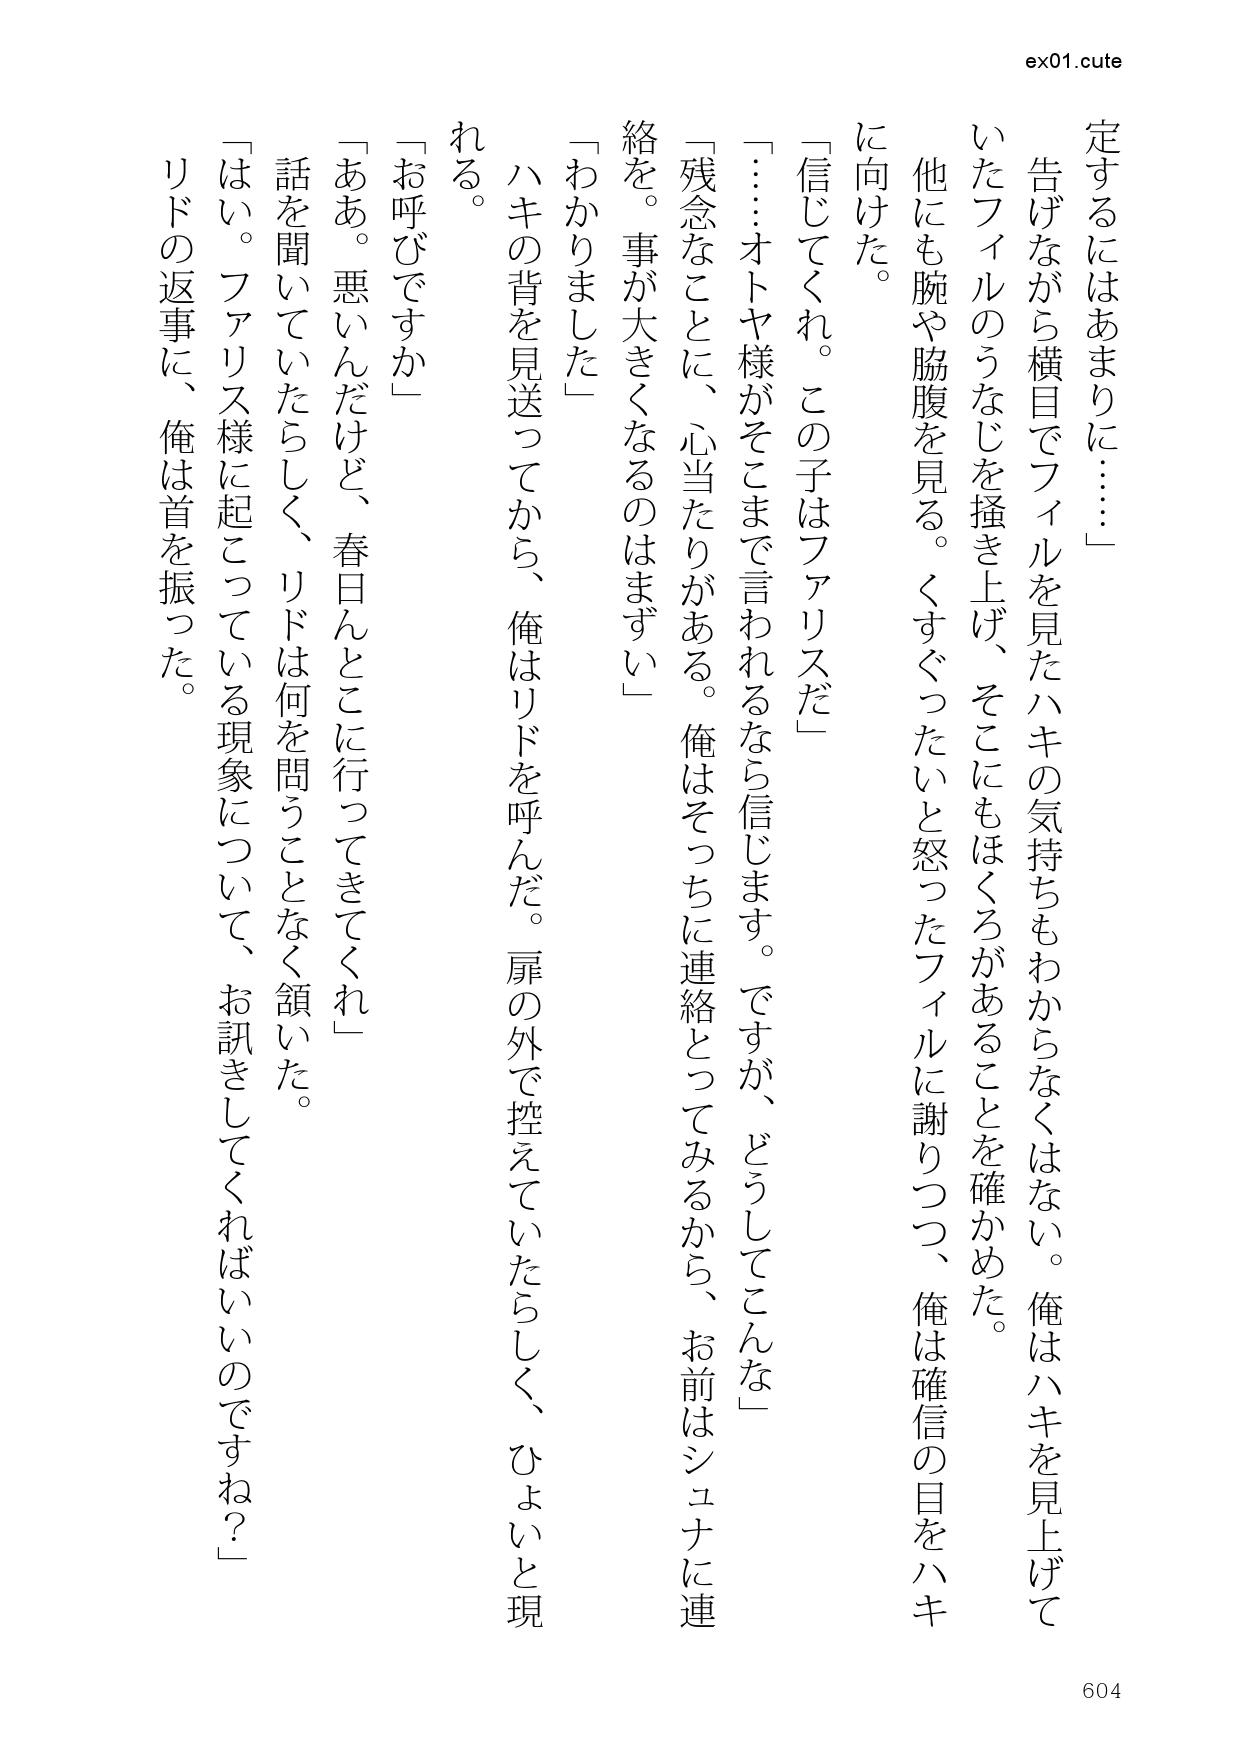 ex01.cute
定するにはあまりに……」
　告げながら横目でフィルを見たハキの気持ちもわからなくはない。俺はハキを見上げて
いたフィルのうなじを掻き上げ、そこにもほくろがあることを確かめた。
　他にも腕や脇腹を見る。くすぐったいと怒ったフィルに謝りつつ、俺は確信の目をハキ
に向けた。
「信じてくれ。この子はファリスだ」
「……オトヤ様がそこまで言われるなら信じます。ですが、どうしてこんな」
「残念なことに、心当たりがある。俺はそっちに連絡とってみるから、お前はシュナに連
絡を。事が大きくなるのはまずい」
「わかりました」
　ハキの背を見送ってから、俺はリドを呼んだ。扉の外で控えていたらしく、ひょいと現
れる。
「お呼びですか」
「ああ。悪いんだけど、春日んとこに行ってきてくれ」
　話を聞いていたらしく、リドは何を問うことなく頷いた。
「はい。ファリス様に起こっている現象について、お訊きしてくればいいのですね？」
　リドの返事に、俺は首を振った。
604